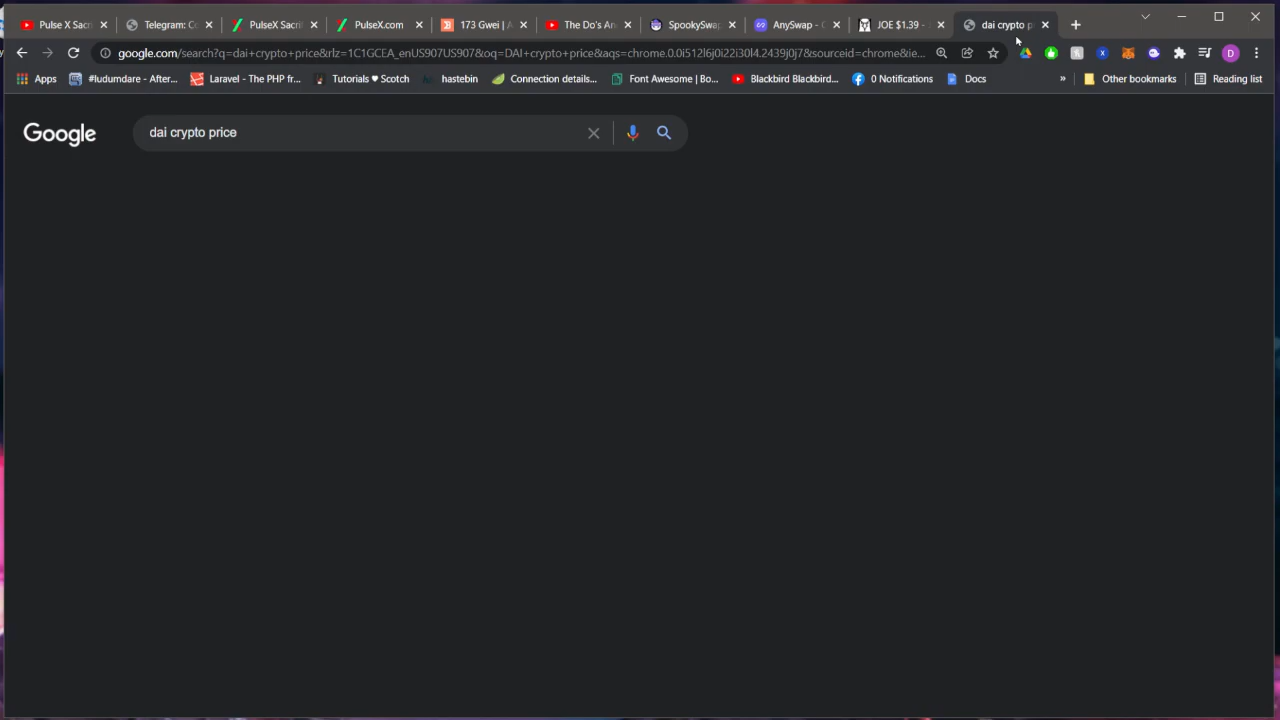 Pulse X Sacr
Telegram: Co
PulseX Sacri
PulseX.com
173 Gwei | A
The Do's An
SpookySwap
AnySwap - C
JOE $1.39 -
dai crypto p
google.com/search?q=dai+crypto+price&rlz=1C1GCEA_enUS907US907&oq=DAI+crypto+price&aqs=chrome.0.0i512l6j0i22i30l4.2439j0j7&sourceid=chrome&ie...
D
Apps
#ludumdare - After...
Laravel - The PHP fr...
Tutorials ♥ Scotch
hastebin
Connection details...
Font Awesome | Bo...
Blackbird Blackbird...
0 Notifications
Docs
»
Other bookmarks
Reading list
Google
dai crypto price